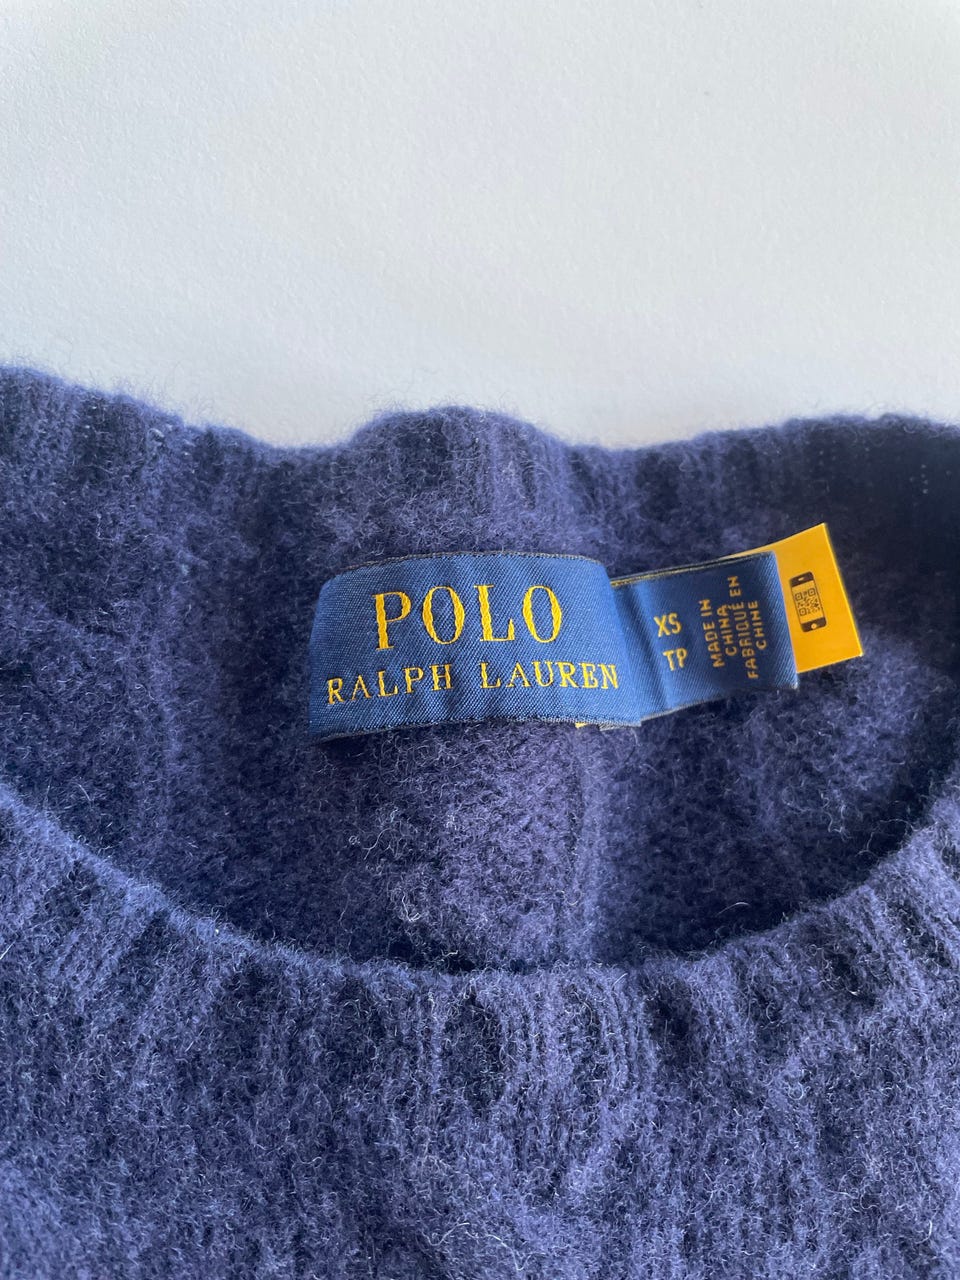 POLO
RALPH LAUREN
XS
TP
MADE IN
CHINA
FABRIQUÉ EN
CHINE